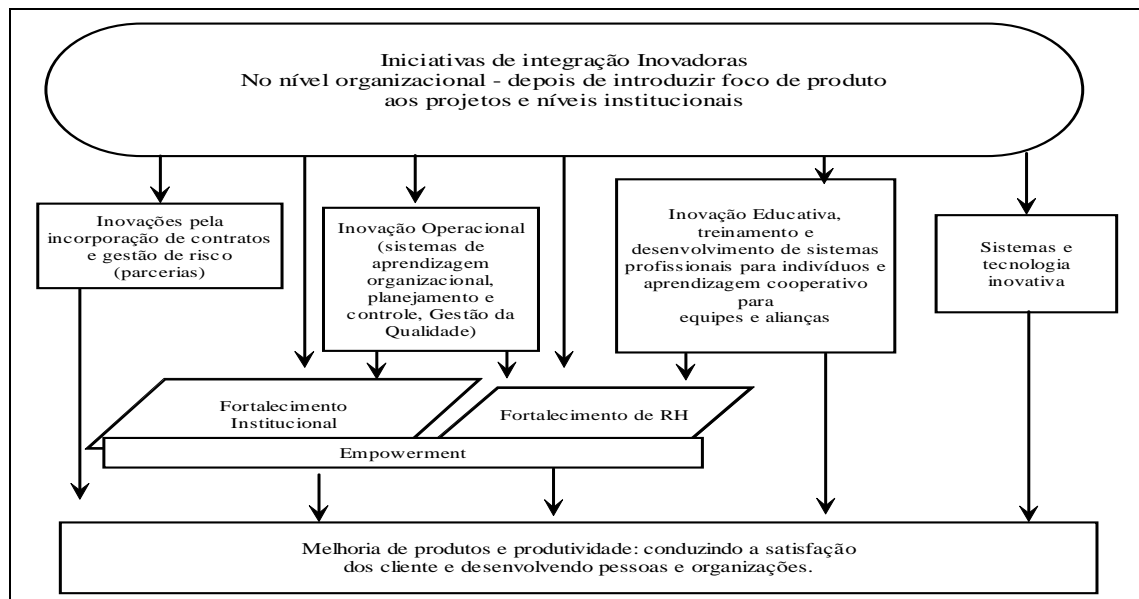 Iniciativas de integração Inovadoras
No nível organizacional - depois de introduzir foco de produto
aos projetos e níveis institucionais
Inovações pela
incorporação de contratos
e gestão de risco
(parcerias)
Inovação Operacional
(sistemas de
aprendizagem
organizacional,
planejamento e
controle, Gestão da
Qualidade)
Inovação Educativa,
treinamento e
desenvolvimento de sistemas
profissionais para indivíduos e
aprendizagem cooperativo
para
equipes e alianças
Sistemas e
tecnologia
inovativa
Fortalecimento
Institucional
Fortalecimento de RH
Empowerment
Melhoria de produtos e produtividade: conduzindo a satisfação
dos cliente e desenvolvendo pessoas e organizações.